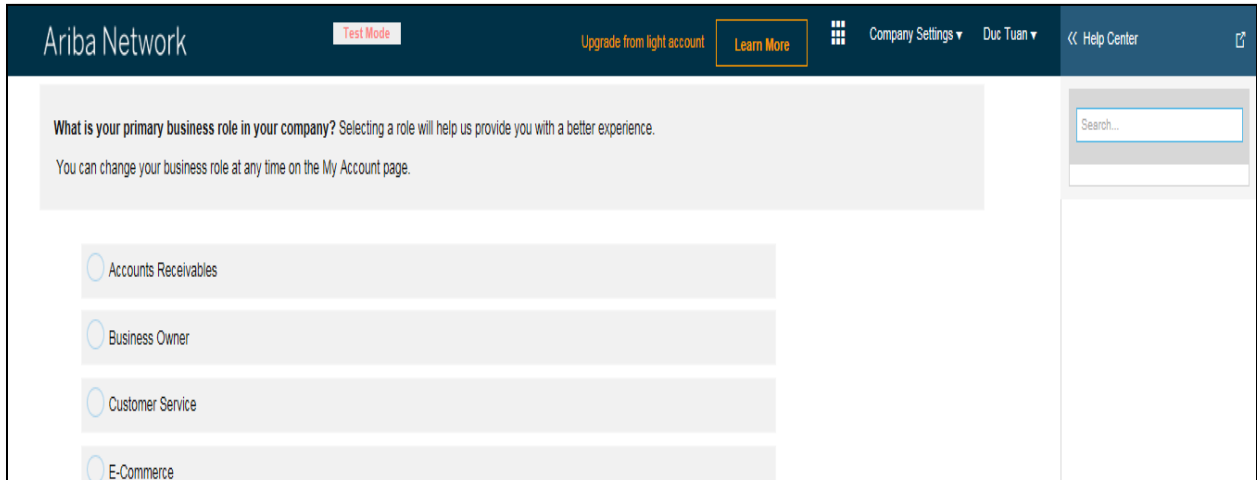 Ariba Network
Test Mode
Upgrade from light account
Learn More
Company Settings ▾
Duc Tuan ▾
« Help Center
What is your primary business role in your company? Selecting a role will help us provide you with a better experience.
You can change your business role at any time on the My Account page.
Search...
Accounts Receivables
Business Owner
Customer Service
E-Commerce